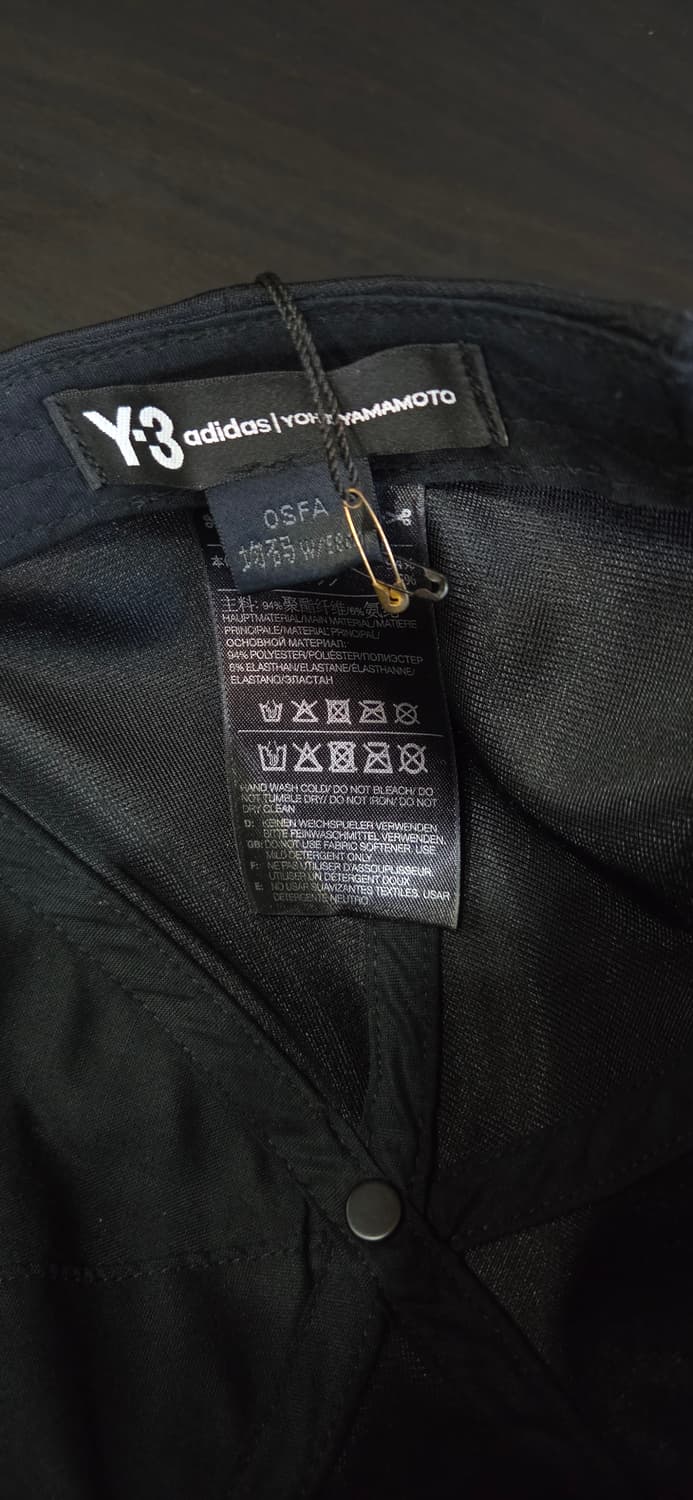 Y-3 adidas | YOHJI YAMAMOTO
OSFA
均码 W/58cm
主料: 94%聚酯纤维/6%氨纶
HAUPTMATERIAL/MAIN MATERIAL/MATIERE
PRINCIPALE/MATERIAL PRINCIPAL/
ОСНОВНОЙ МАТЕРИАЛ:
94% POLYESTER/POLIÉSTER/ПОЛИЭСТЕР
6% ELASTHAN/ELASTANE/ÉLASTHANNE/
ELASTANO/ЭЛАСТАН
HAND WASH COLD/ DO NOT BLEACH/ DO
NOT TUMBLE DRY/ DO NOT IRON/ DO NOT
DRY CLEAN
D: KEINEN WEICHSPUELER VERWENDEN
BITTE FEINWASCHMITTEL VERWENDEN.
GB: DO NOT USE FABRIC SOFTENER. USE
MILD DETERGENT ONLY
F: NE PAS UTILISER D'ASSOUPLISSEUR.
UTILISER UN DETERGENT DOUX
E: NO USAR SUAVIZANTES TEXTILES. USAR
DETERGENTE NEUTRO